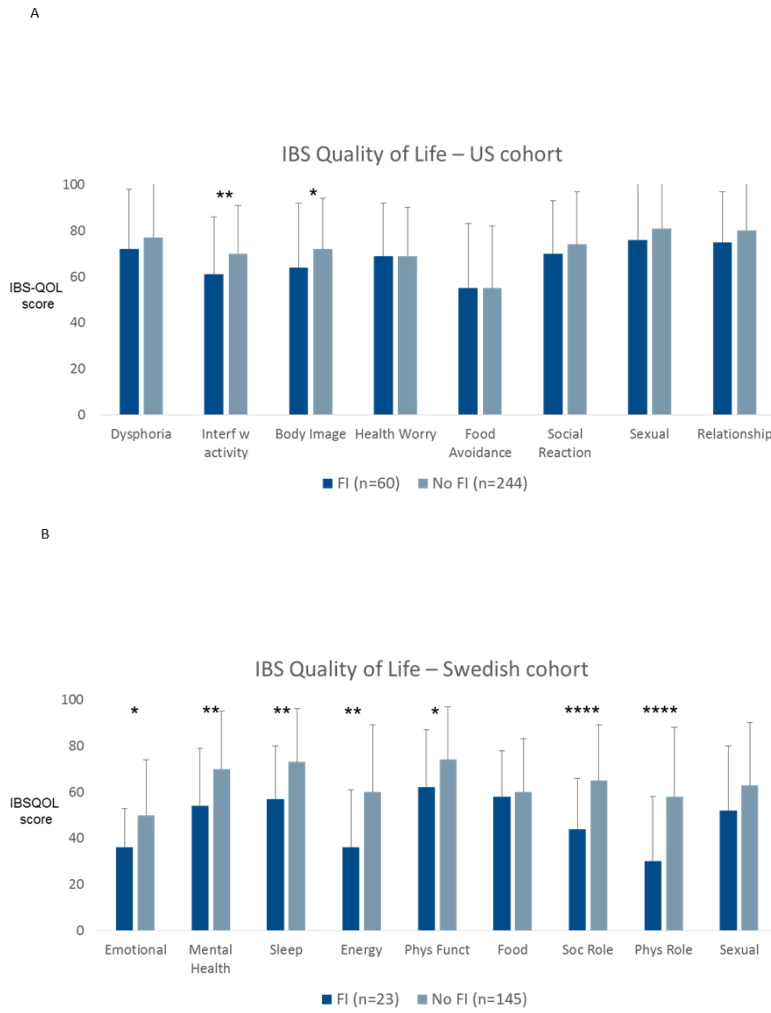 A
IBS Quality of Life – US cohort
100
80
60
40
20
0
IBS-QOL
score
**
*
Dysphoria
Interf w
activity
Body Image
Health Worry
Food
Avoidance
Social
Reaction
Sexual
Relationship
FI (n=60)
No FI (n=244)
B
IBS Quality of Life – Swedish cohort
100
80
60
40
20
0
IBSQOL
score
*
**
**
**
*
****
****
Emotional
Mental
Health
Sleep
Energy
Phys Funct
Food
Soc Role
Phys Role
Sexual
FI (n=23)
No FI (n=145)